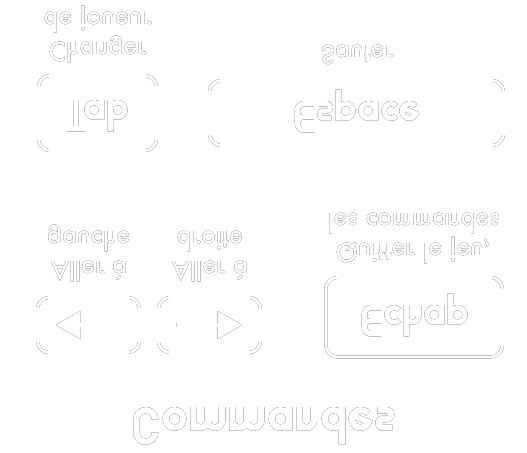 Commandes
Echap
Aller à
gauche
Aller à
droite
Quitter le jeu,
les commandes
Tab
Espace
Changer
de joueur
Sauter